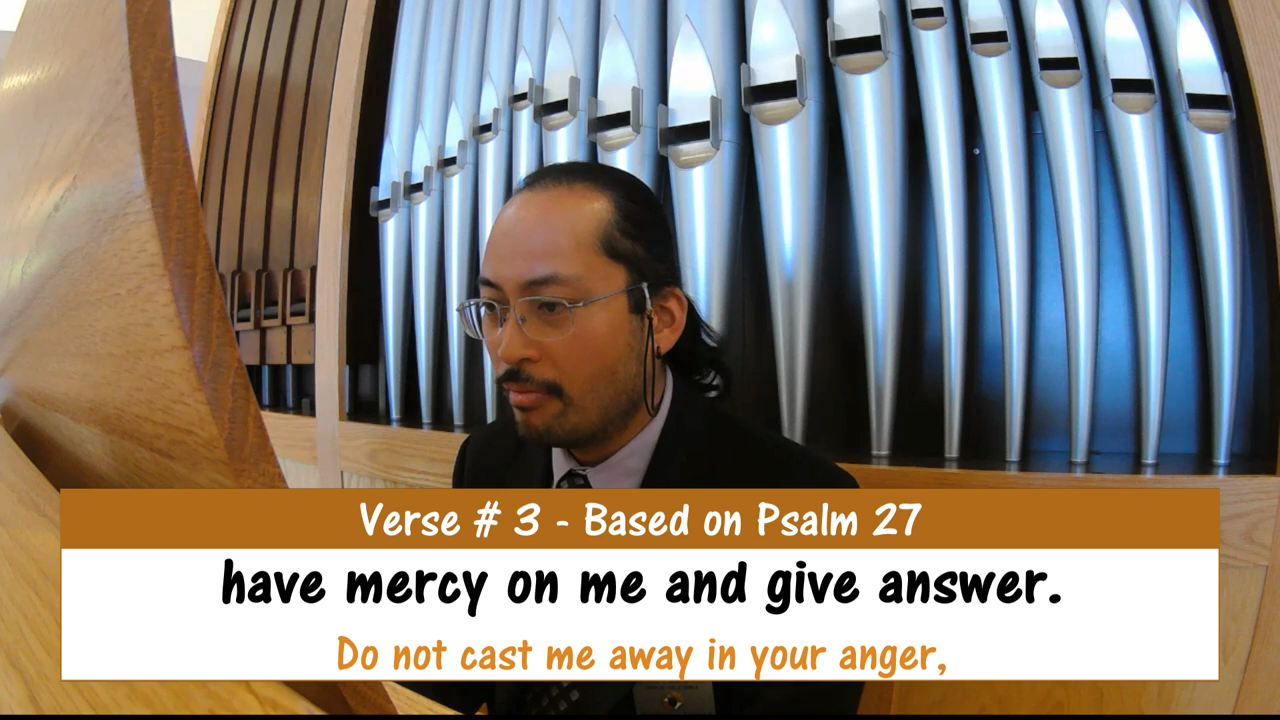 Verse # 3 - Based on Psalm 27
have mercy on me and give answer.
Do not cast me away in your anger,